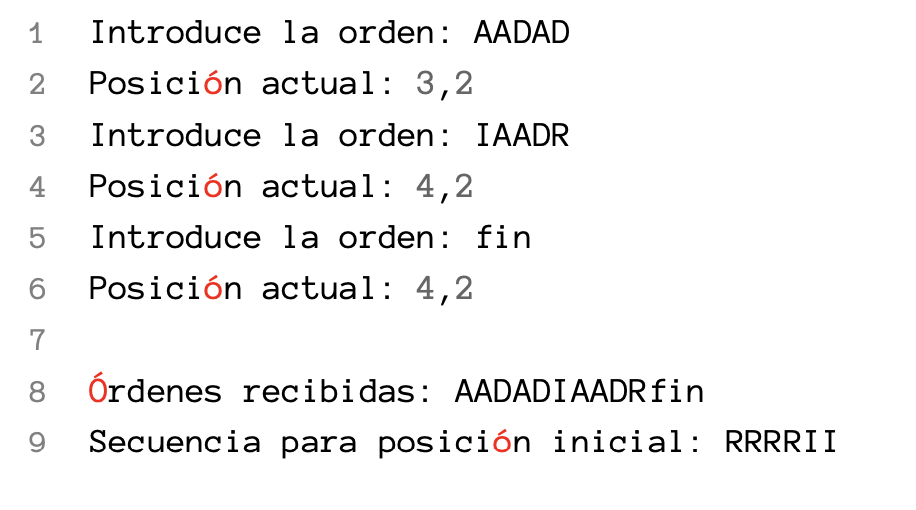 1 Introduce la orden: AADAD
2 Posición actual: 3,2
3 Introduce la orden: IAADR
4 Posición actual: 4,2
5 Introduce la orden: fin
6 Posición actual: 4,2
7
8 Órdenes recibidas: AADADIAADRfin
9 Secuencia para posición inicial: RRRRII